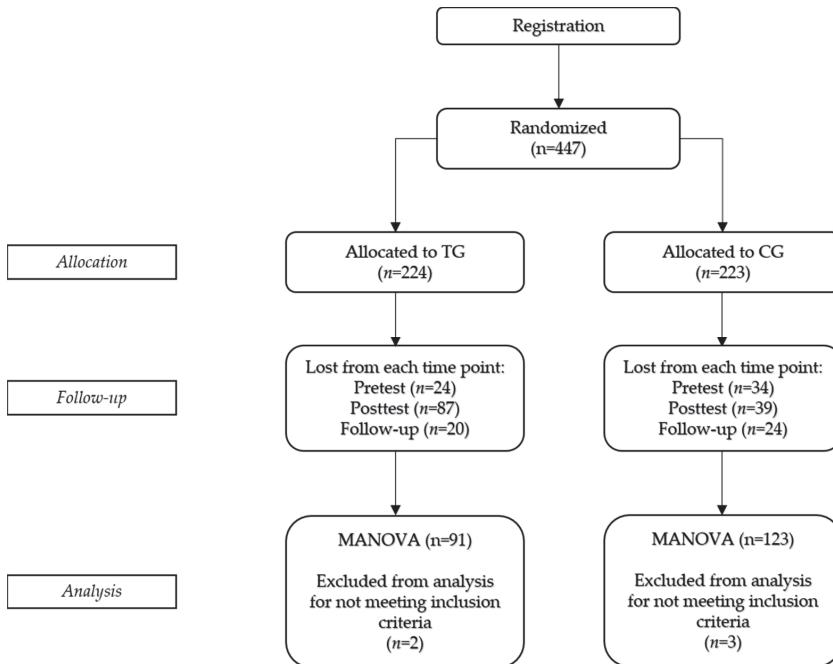 Registration
Randomized
(n=447)
Allocation
Allocated to TG
(n=224)
Allocated to CG
(n=223)
Follow-up
Lost from each time point:
Pretest (n=24)
Posttest (n=87)
Follow-up (n=20)
Lost from each time point:
Pretest (n=34)
Posttest (n=39)
Follow-up (n=24)
Analysis
MANOVA (n=91)
Excluded from analysis
for not meeting inclusion
criteria
(n=2)
MANOVA (n=123)
Excluded from analysis
for not meeting inclusion
criteria
(n=3)